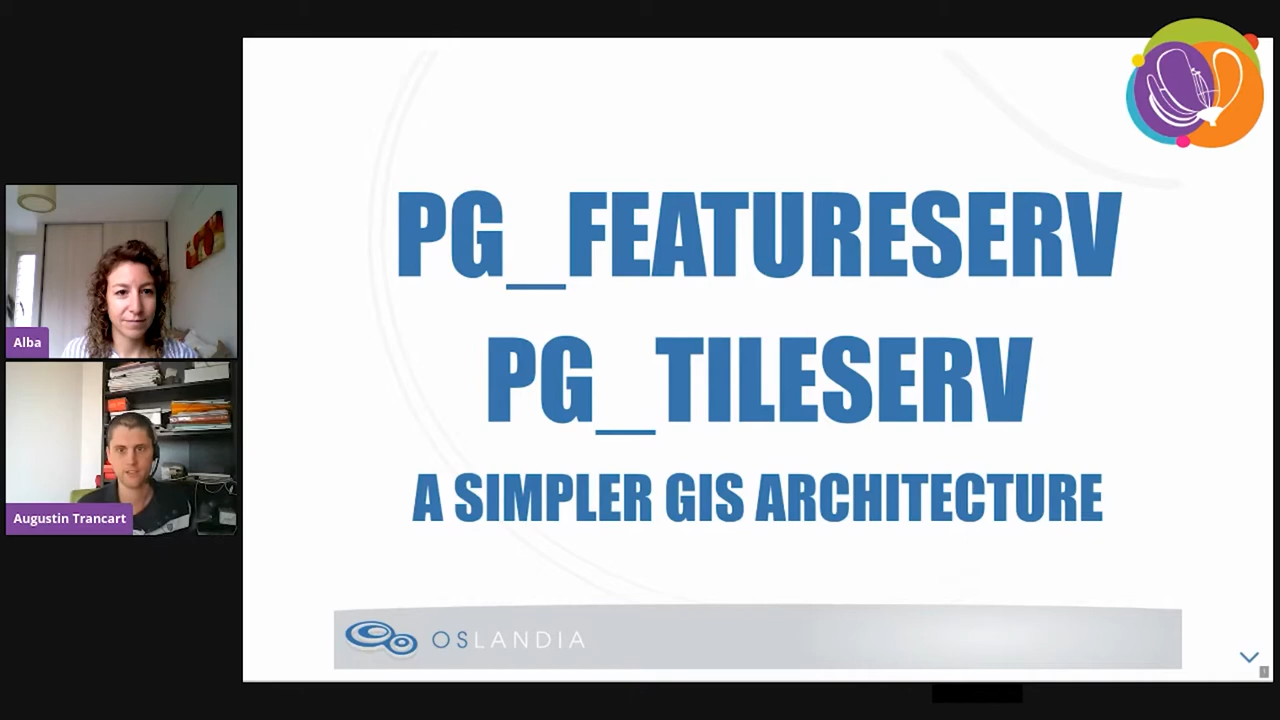 PG_FEATURESERV
PG_TILESERV
A SIMPLER GIS ARCHITECTURE
OSLANDIA
Alba
Augustin Trancart